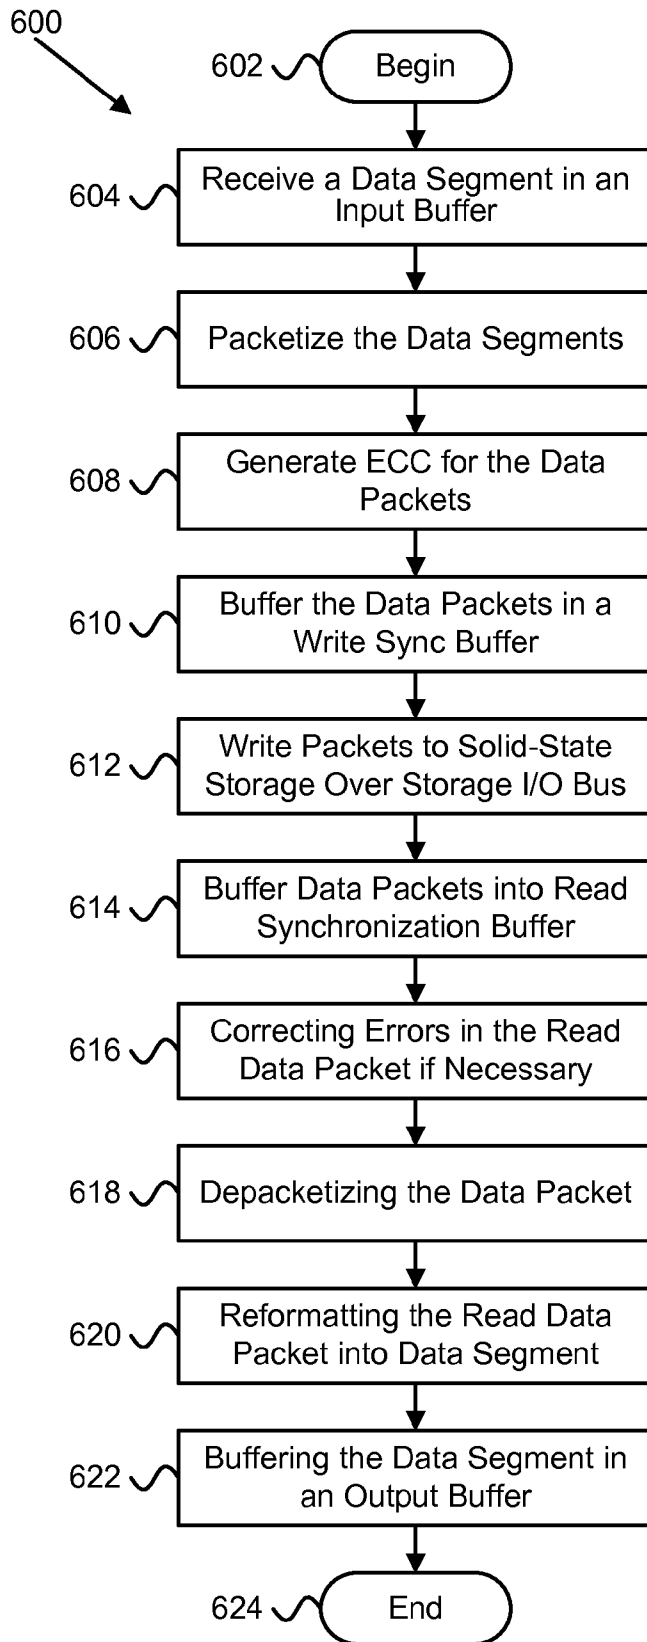 600
602
Begin
604
Receive a Data Segment in an
Input Buffer
606
Packetize the Data Segments
608
Generate ECC for the Data
Packets
610
Buffer the Data Packets in a
Write Sync Buffer
612
Write Packets to Solid-State
Storage Over Storage I/O Bus
614
Buffer Data Packets into Read
Synchronization Buffer
616
Correcting Errors in the Read
Data Packet if Necessary
618
Depacketizing the Data Packet
620
Reformatting the Read Data
Packet into Data Segment
622
Buffering the Data Segment in
an Output Buffer
624
End